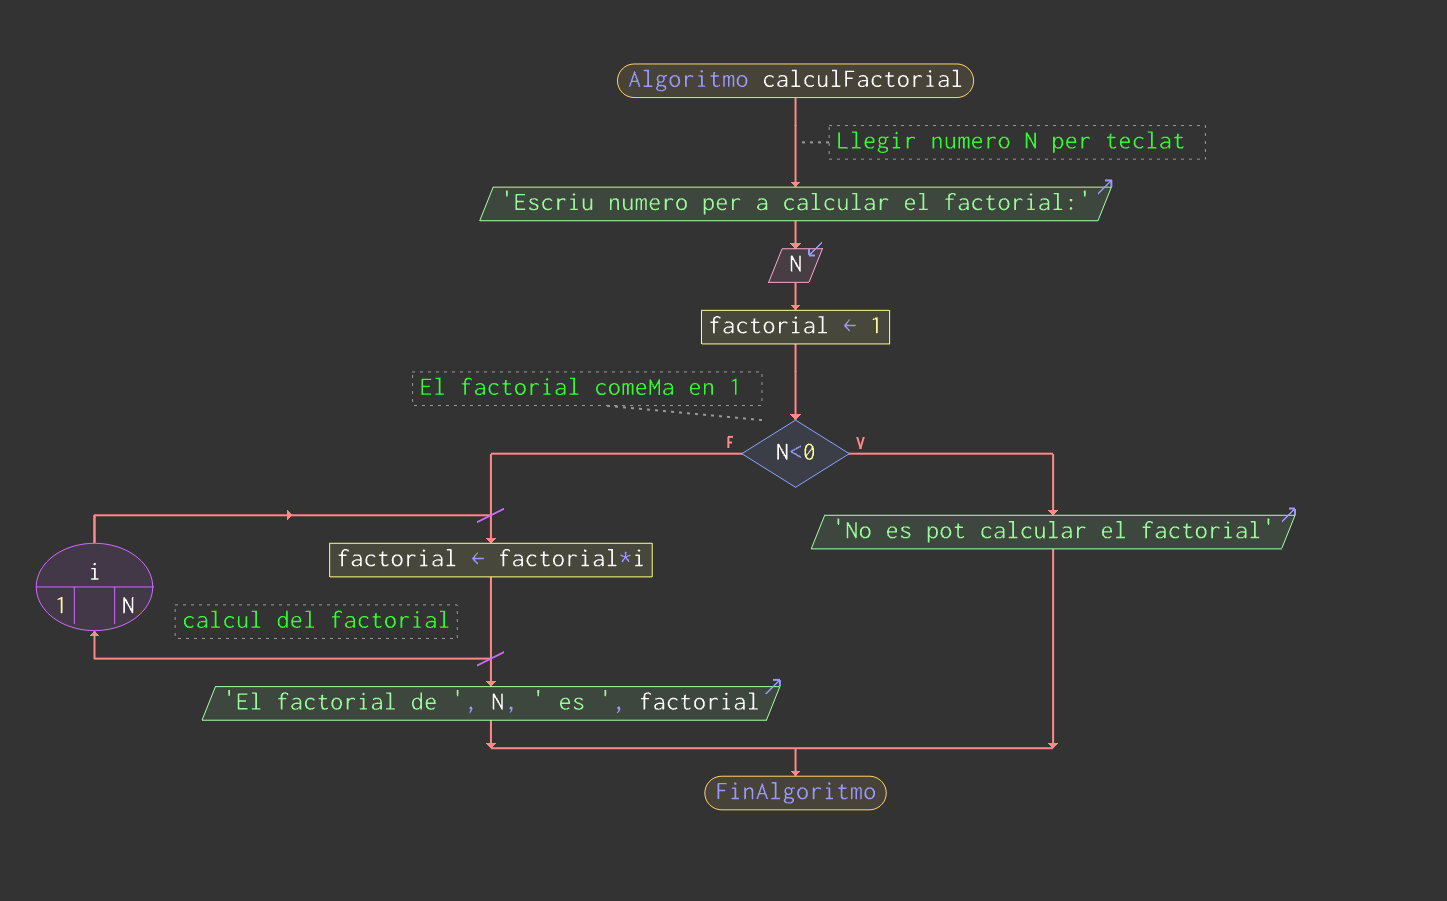 Algoritmo calculFactorial
Llegir numero N per teclat
'Escriu numero per a calcular el factorial:'
N
factorial ← 1
El factorial comeMa en 1
F
N<0
V
'No es pot calcular el factorial'
factorial ← factorial*i
i
1 N
calcul del factorial
'El factorial de ', N, ' es ', factorial
FinAlgoritmo